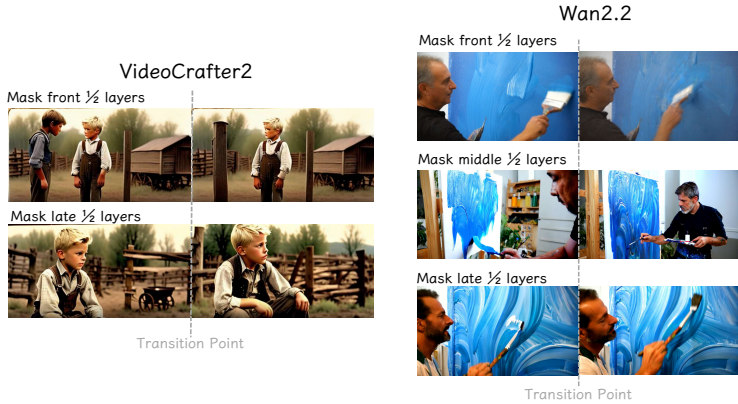 VideoCrafter2
Mask front ½ layers
Mask late ½ layers
Transition Point
Wan2.2
Mask front ½ layers
Mask middle ½ layers
Mask late ½ layers
Transition Point